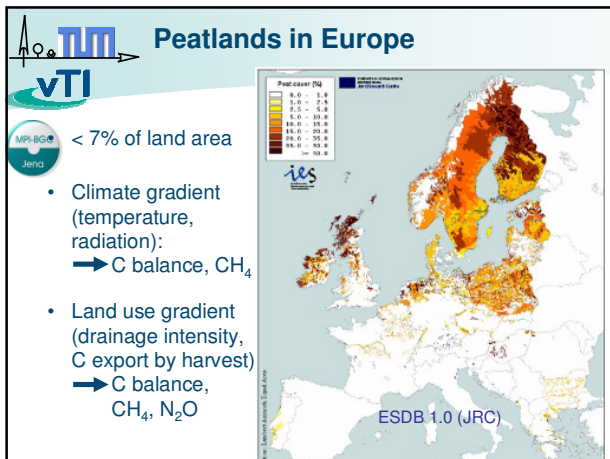 TUM
Peatlands in Europe
vTI
MPI-BGC
Jena
< 7% of land area
• Climate gradient
(temperature,
radiation):
➞ C balance, CH₄
• Land use gradient
(drainage intensity,
C export by harvest)
➞ C balance,
CH₄, N₂O
Peat cover (%)
0.0 - 1.0
1.0 - 2.5
2.5 - 5.0
5.0 - 10.0
10.0 - 15.0
15.0 - 20.0
20.0 - 35.0
35.0 - 50.0
>= 50.0
EUROPEAN COMMISSION
ies
ESDB 1.0 (JRC)